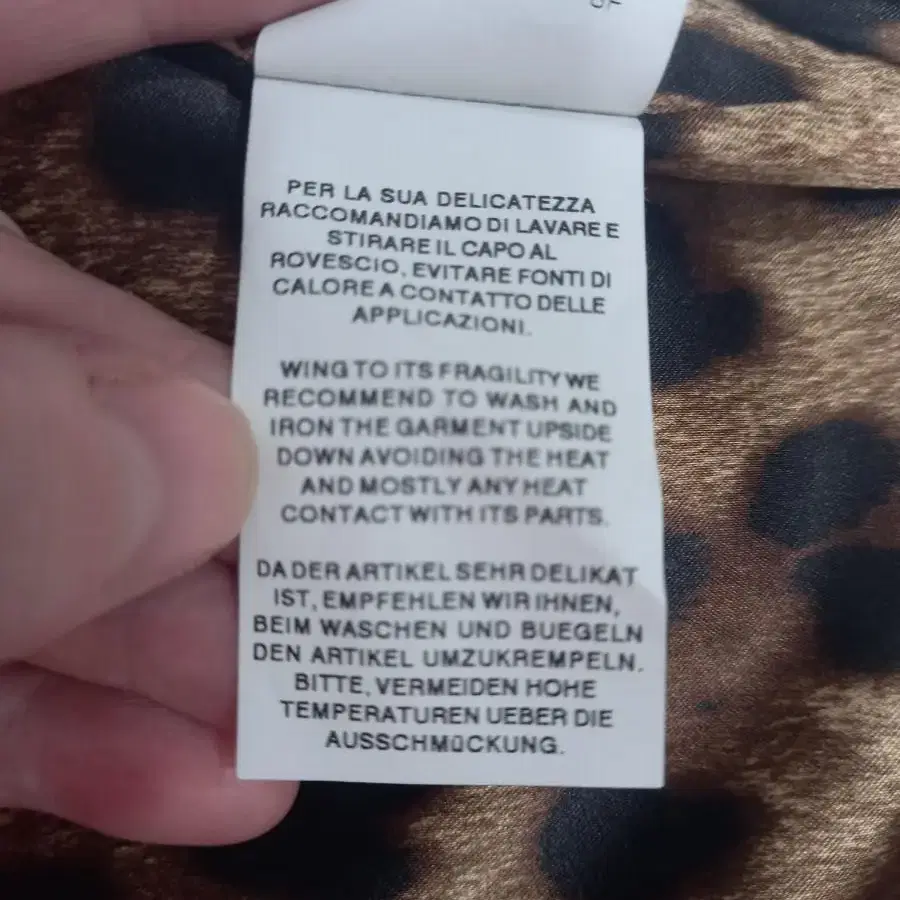 PER LA SUA DELICATEZZA
RACCOMANDIAMO DI LAVARE E
STIRARE IL CAPO AL
ROVESCIO. EVITARE FONTI DI
CALORE A CONTATTO DELLE
APPLICAZIONI.
WING TO ITS FRAGILITY WE
RECOMMEND TO WASH AND
IRON THE GARMENT UPSIDE
DOWN AVOIDING THE HEAT
AND MOSTLY ANY HEAT
CONTACT WITH ITS PARTS.
DA DER ARTIKEL SEHR DELIKAT
IST, EMPFEHLEN WIR IHNEN,
BEIM WASCHEN UND BUEGELN
DEN ARTIKEL UMZUKREMPELN.
BITTE, VERMEIDEN HOHE
TEMPERATUREN UEBER DIE
AUSSCHMüCKUNG.